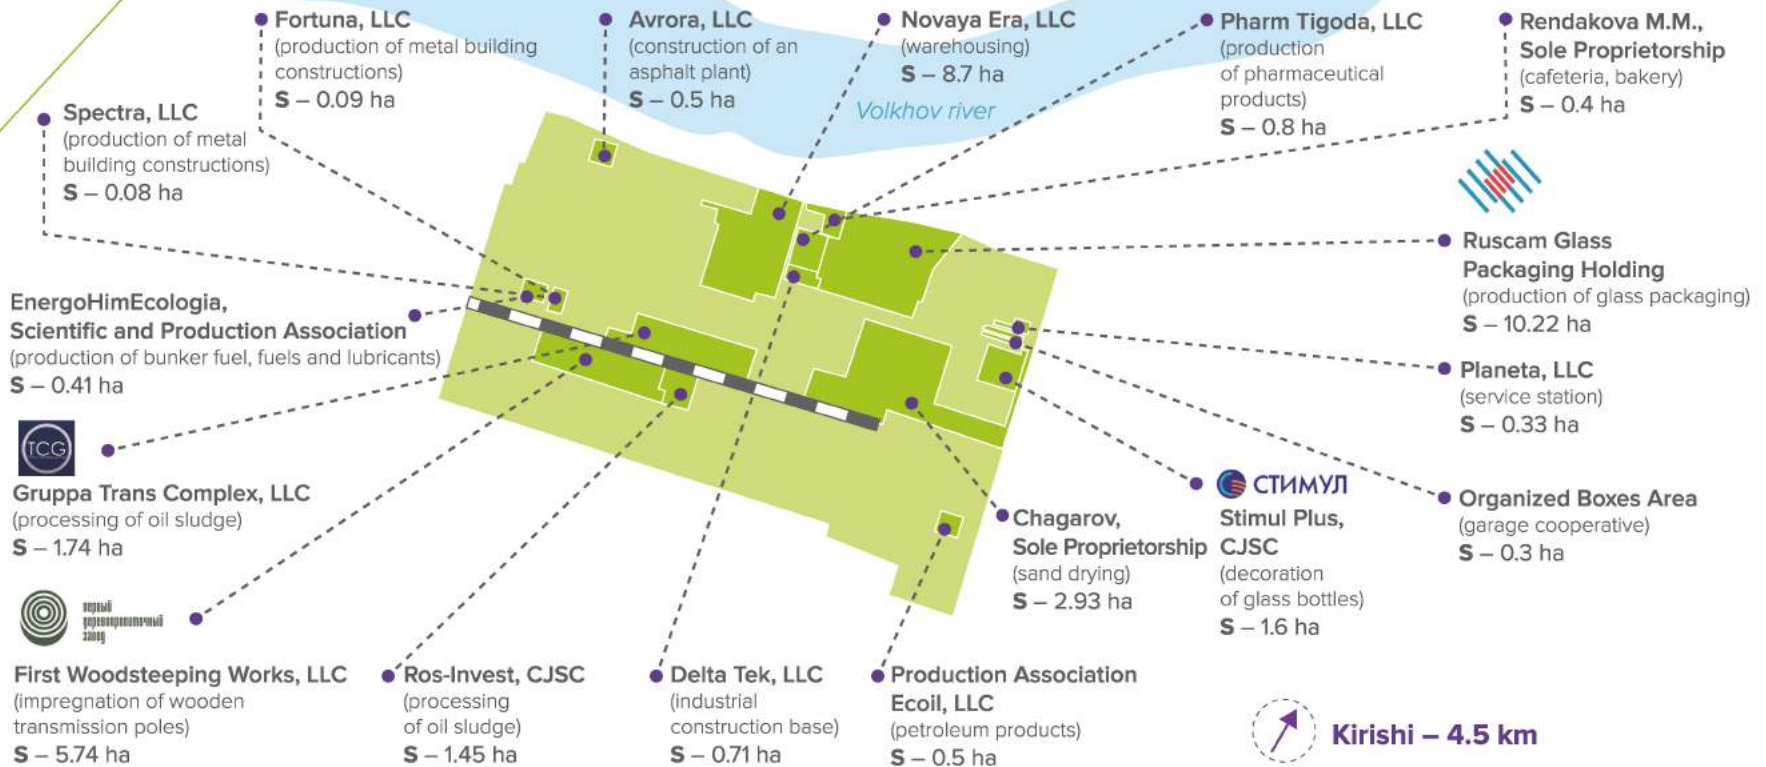 Fortuna, LLC
(production of metal building
constructions)
S – 0.09 ha
Avrora, LLC
(construction of an
asphalt plant)
S – 0.5 ha
Novaya Era, LLC
(warehousing)
S – 8.7 ha
Volkhov river
Pharm Tigoda, LLC
(production
of pharmaceutical
products)
S – 0.8 ha
Rendakova M.M.,
Sole Proprietorship
(cafeteria, bakery)
S – 0.4 ha
Spectra, LLC
(production of metal
building constructions)
S – 0.08 ha
Ruscam Glass
Packaging Holding
(production of glass packaging)
S – 10.22 ha
EnergoHimEcologia,
Scientific and Production Association
(production of bunker fuel, fuels and lubricants)
S – 0.41 ha
Planeta, LLC
(service station)
S – 0.33 ha
TCG
Gruppa Trans Complex, LLC
(processing of oil sludge)
S – 1.74 ha
Chagarov,
Sole Proprietorship
(sand drying)
S – 2.93 ha
СТИМУЛ
Stimul Plus,
CJSC
(decoration
of glass bottles)
S – 1.6 ha
Organized Boxes Area
(garage cooperative)
S – 0.3 ha
первый
деревопропиточный
завод
First Woodsteeping Works, LLC
(impregnation of wooden
transmission poles)
S – 5.74 ha
Ros-Invest, CJSC
(processing
of oil sludge)
S – 1.45 ha
Delta Tek, LLC
(industrial
construction base)
S – 0.71 ha
Production Association
Ecoil, LLC
(petroleum products)
S – 0.5 ha
Kirishi – 4.5 km